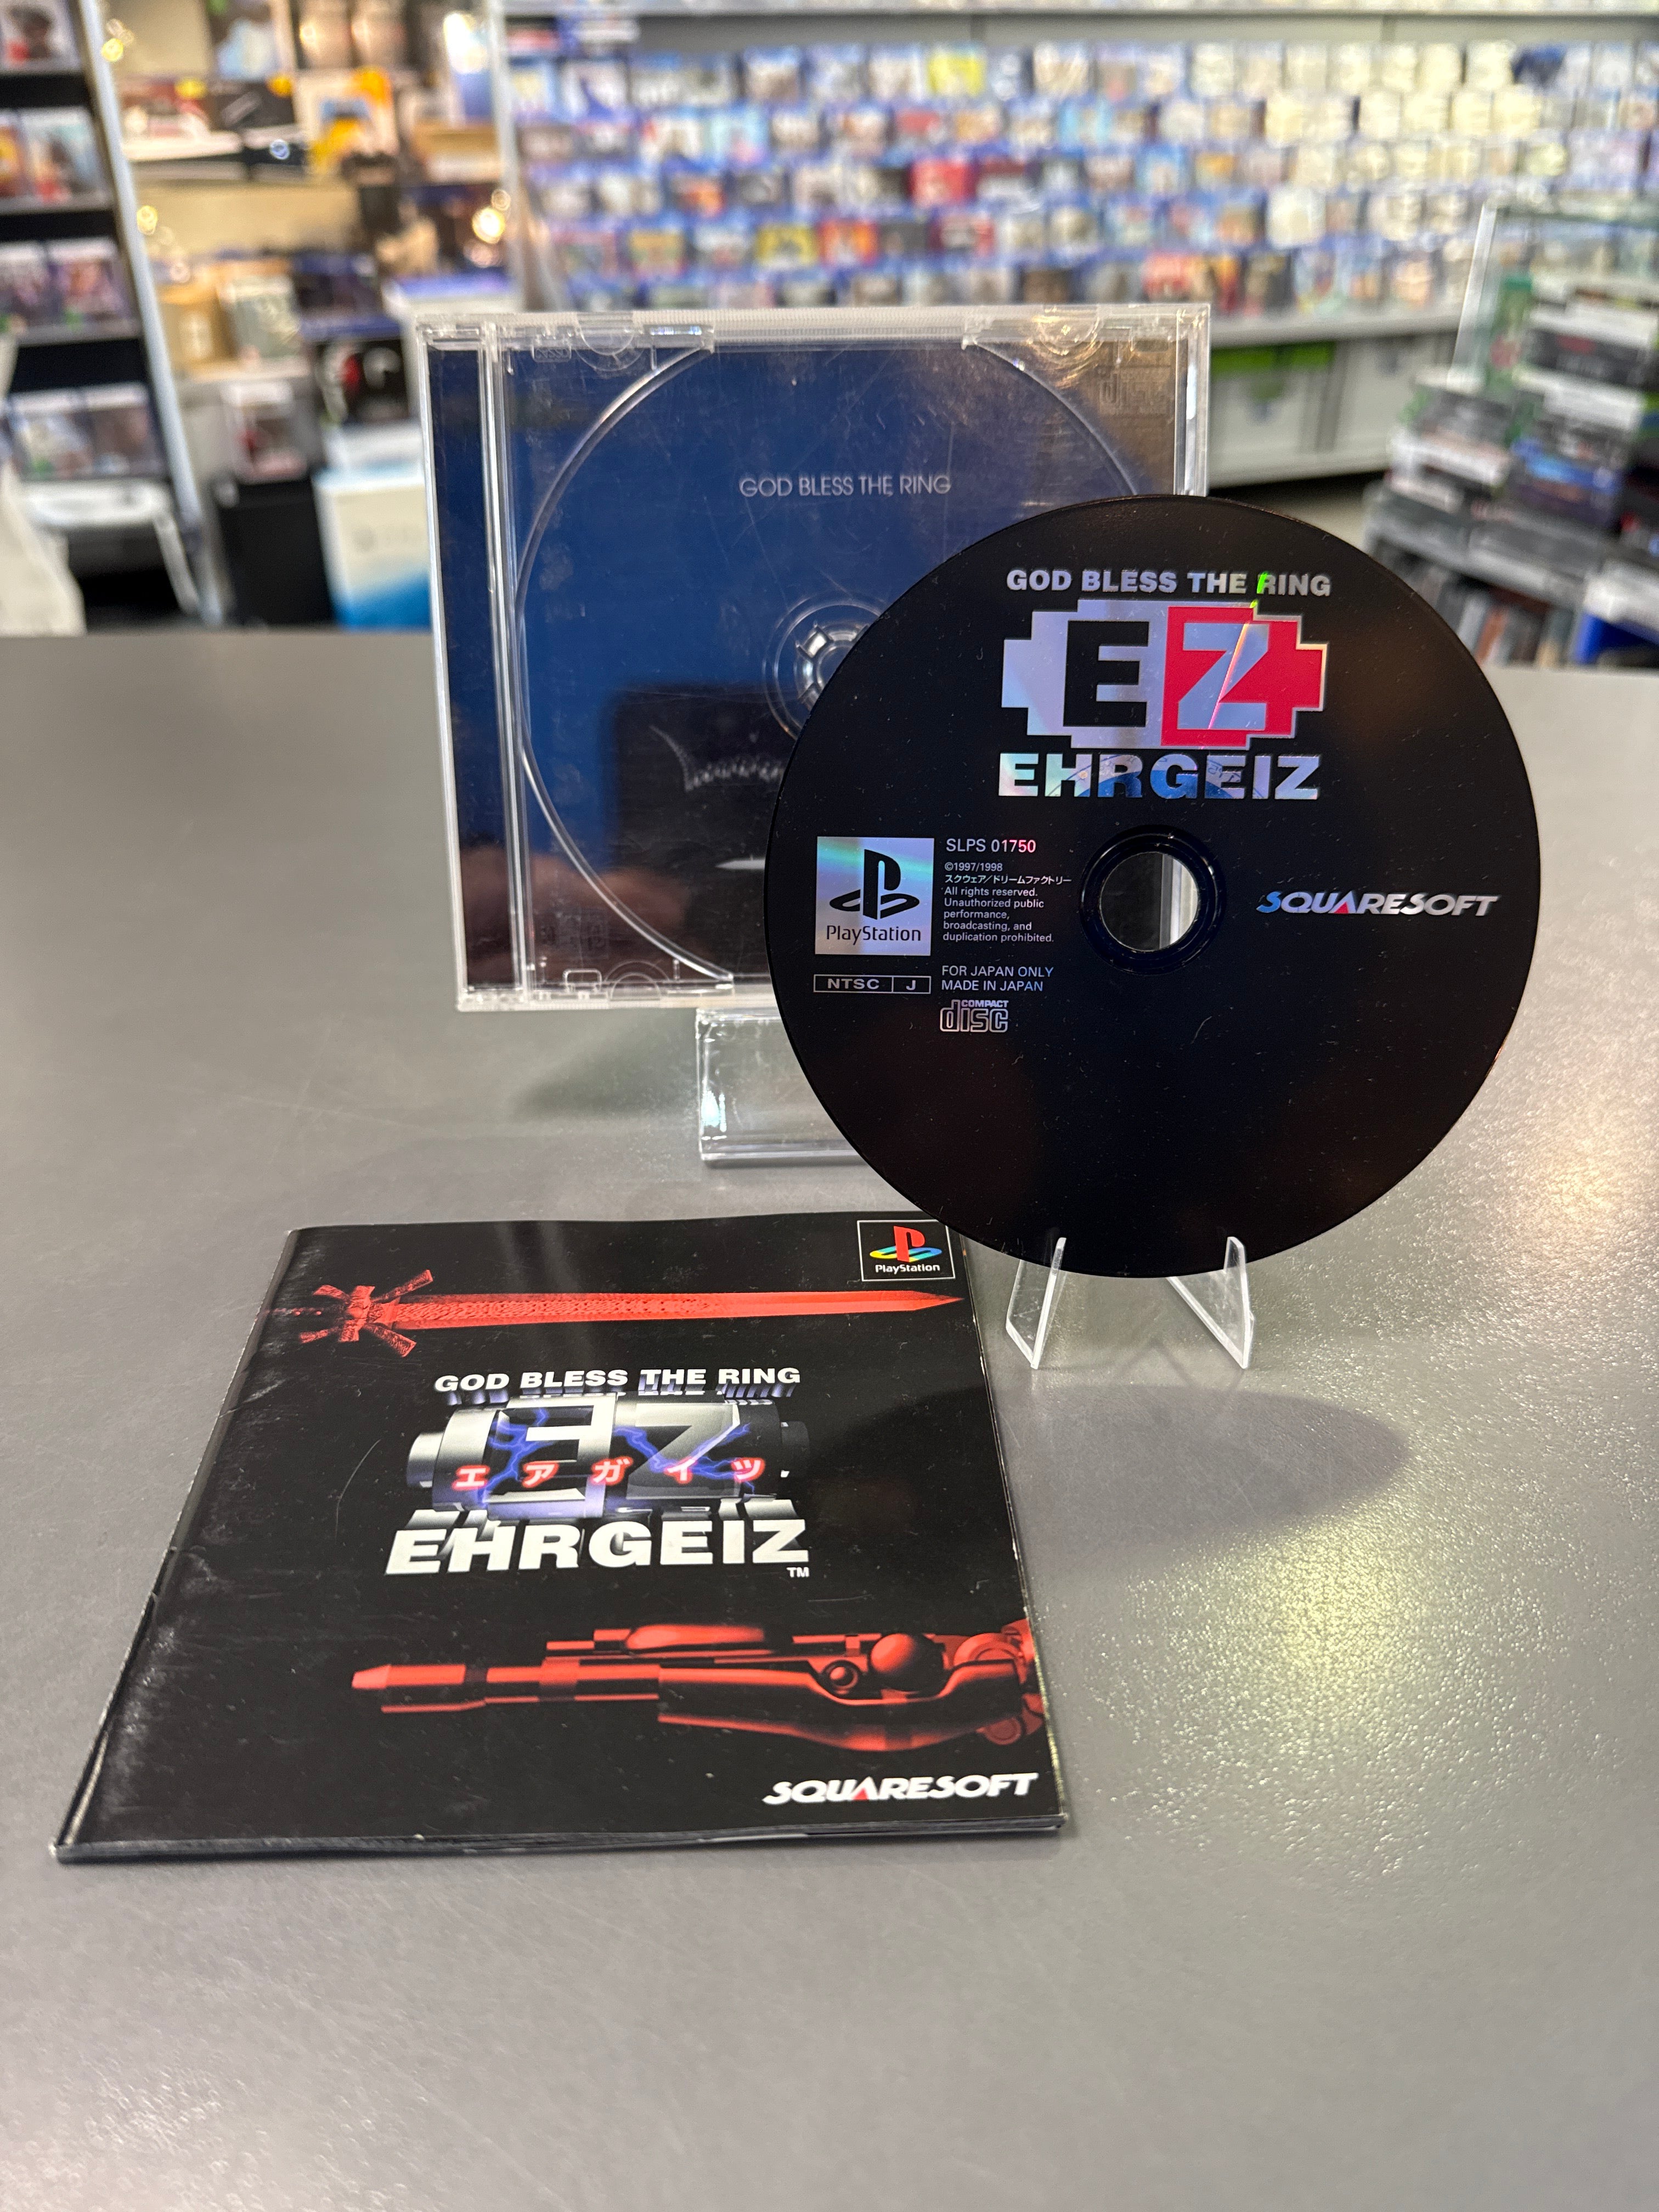 GOD BLESS THE RING
GOD BLESS THE RING
EZ
EHRGEIZ
PlayStation
SLPS 01750
©1997/1998
スクウェア/ドリームファクトリー
All rights reserved.
Unauthorized public
performance,
broadcasting, and
duplication prohibited.
NTSC J
FOR JAPAN ONLY
MADE IN JAPAN
COMPACT
disc
SQUARESOFT
PlayStation
GOD BLESS THE RING
EZ
エアガイツ
EHRGEIZ
TM
SQUARESOFT